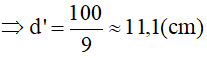 ⇒ d' = 100/9 ≈ 11,1(cm)